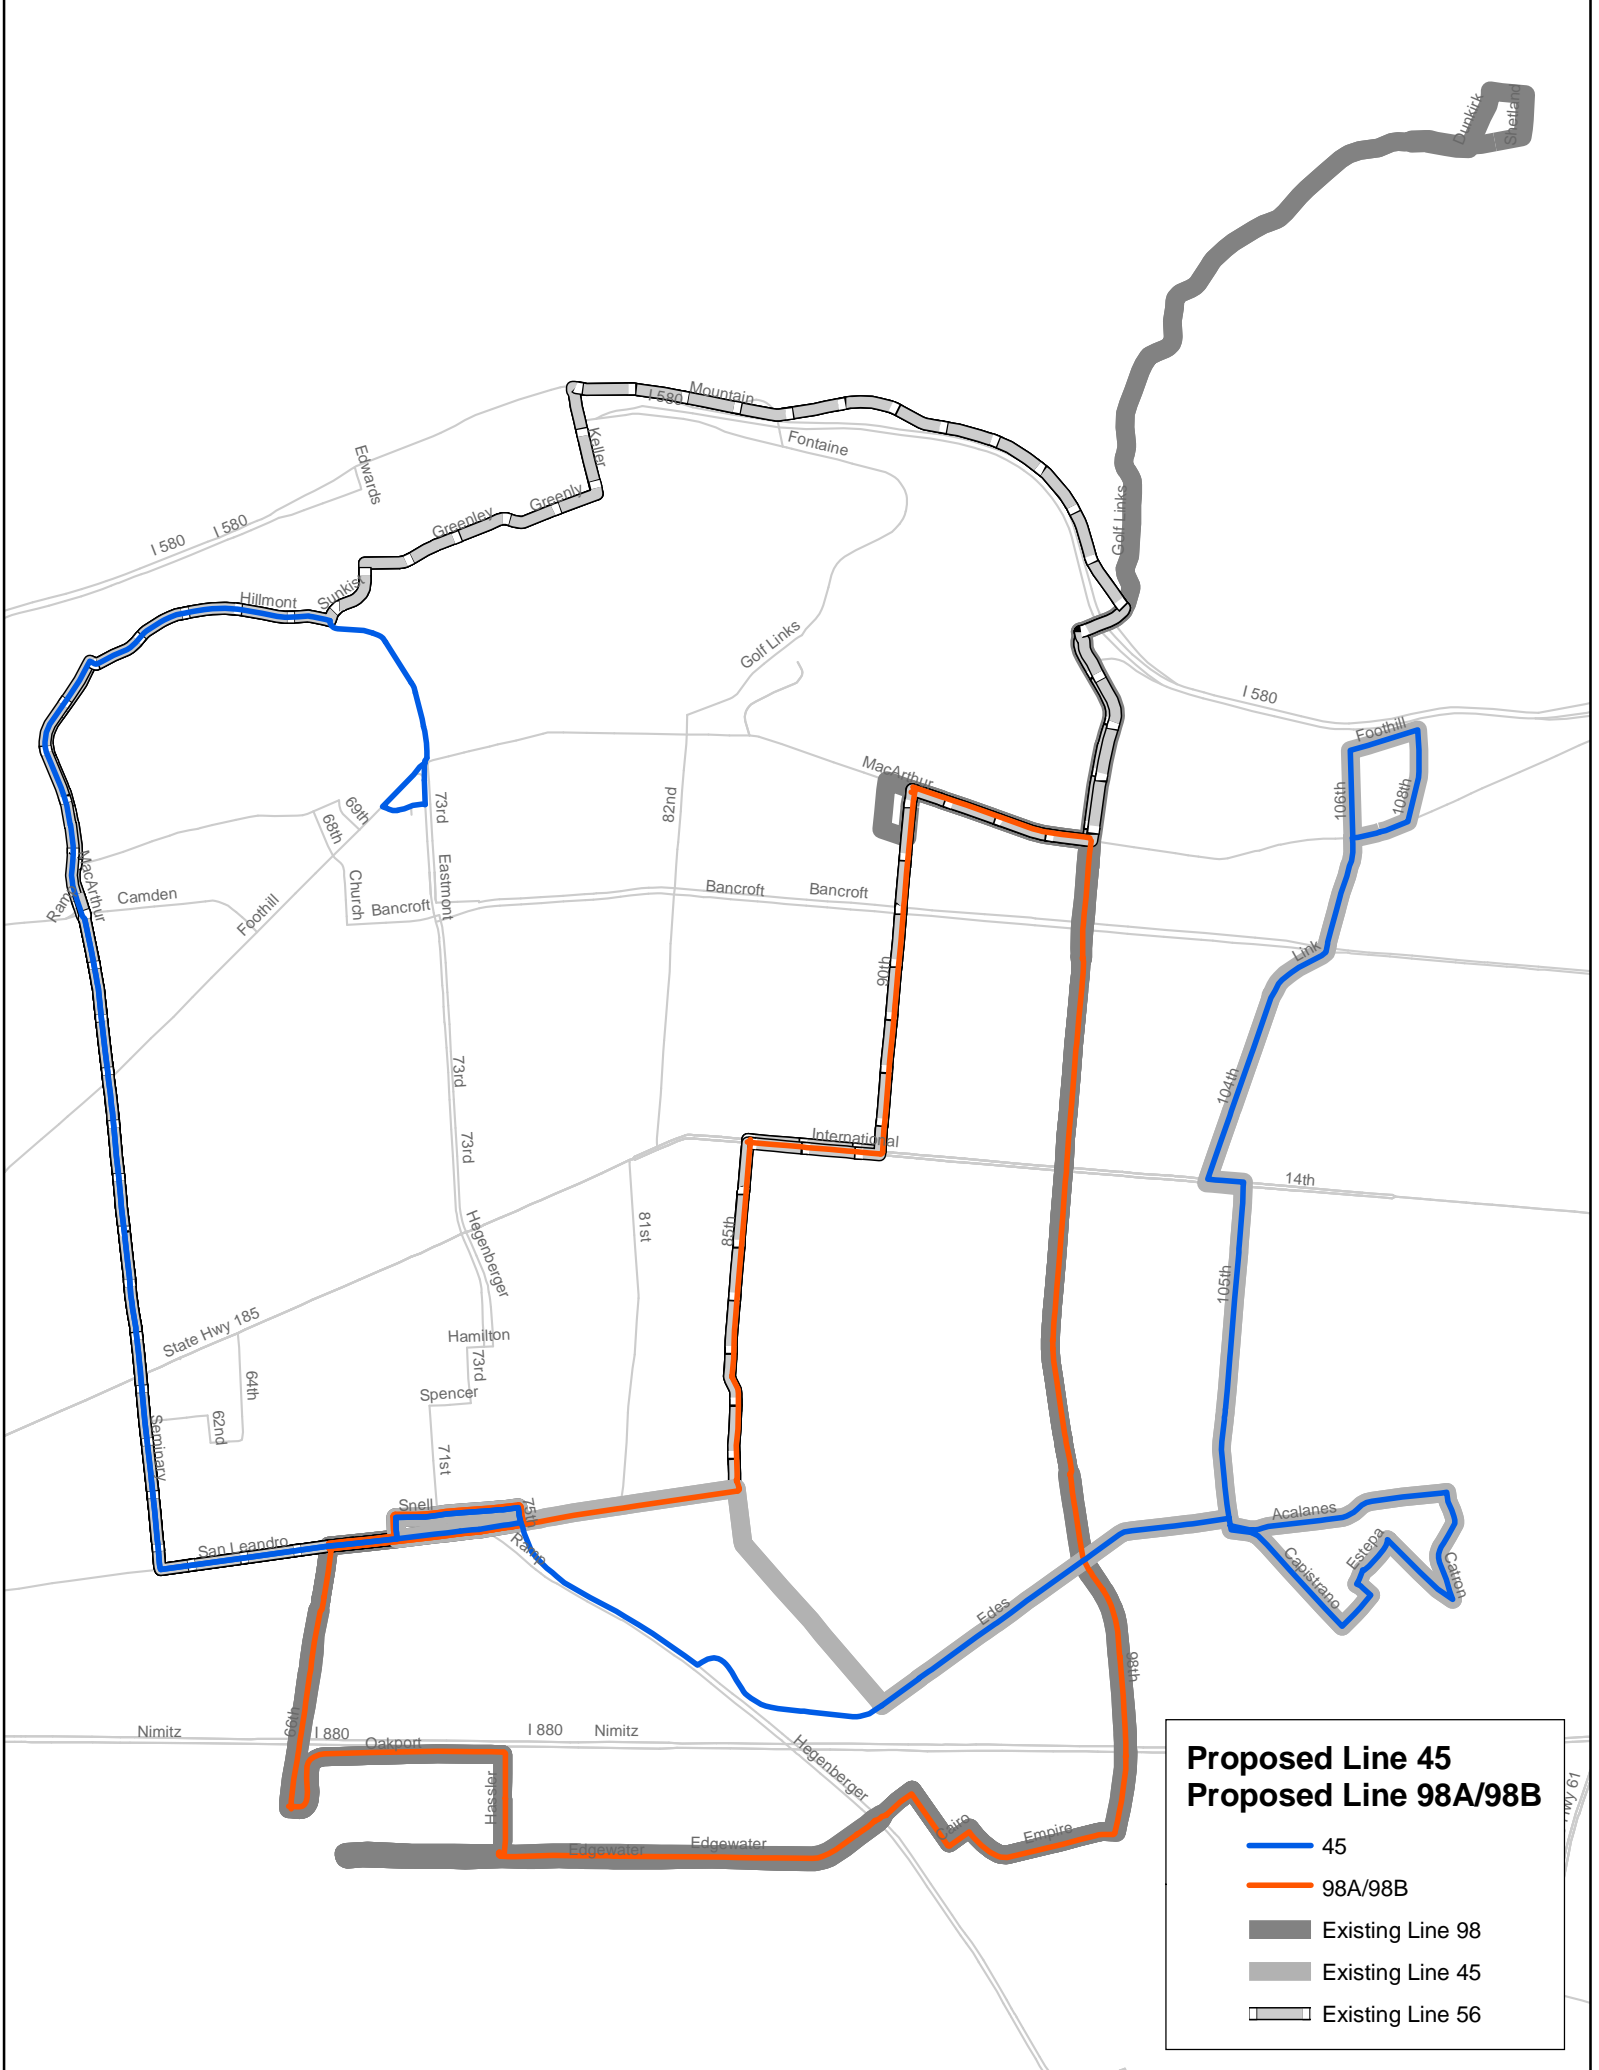 Dunkirk
Shetland
Mountain
I 580
Keller
Fontaine
Edwards
Greenly
Greenley
Golf Links
I 580
I 580
Sunkist
Hillmont
Golf Links
I 580
Foothill
MacArthur
106th
108th
82nd
73rd
69th
68th
MacArthur
Camden
Church
Eastmont
Bancroft
Bancroft
Bancroft
Foothill
Link
90th
73rd
104th
73rd
International
14th
81st
85th
Hegenberger
105th
State Hwy 185
Hamilton
73rd
64th
Spencer
62nd
Seminary
71st
Snell
75th
Acalanes
San Leandro
Ramp
Capistrano
Estepa
Catron
Edes
98th
66th
Nimitz
I 880
I 880
Nimitz
Oakport
Hegenberger
Hassler
Cairo
Empire
Edgewater
Edgewater
Hwy 61
Proposed Line 45
Proposed Line 98A/98B
45
98A/98B
Existing Line 98
Existing Line 45
Existing Line 56